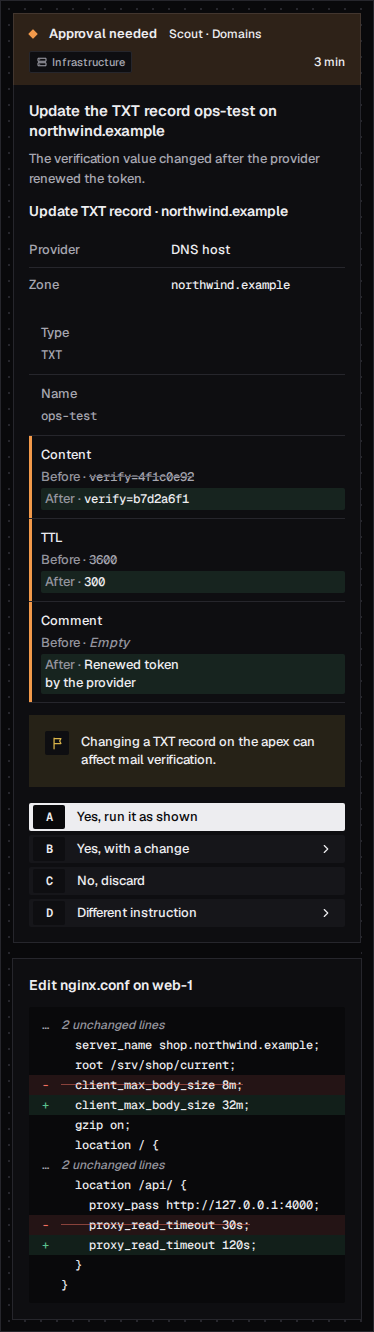 Approval needed Scout · Domains
Infrastructure 3 min
Update the TXT record ops-test on
northwind.example
The verification value changed after the provider
renewed the token.
Update TXT record · northwind.example
Provider DNS host
Zone northwind.example
Type
TXT
Name
ops-test
Content
Before · verify=4f1c0e92
After · verify=b7d2a6f1
TTL
Before · 3600
After · 300
Comment
Before · Empty
After · Renewed token
by the provider
Changing a TXT record on the apex can
affect mail verification.
A Yes, run it as shown
B Yes, with a change
C No, discard
D Different instruction
Edit nginx.conf on web-1
… 2 unchanged lines
server_name shop.northwind.example;
root /srv/shop/current;
- client_max_body_size 8m;
+ client_max_body_size 32m;
gzip on;
location / {
… 2 unchanged lines
location /api/ {
proxy_pass http://127.0.0.1:4000;
- proxy_read_timeout 30s;
+ proxy_read_timeout 120s;
}
}